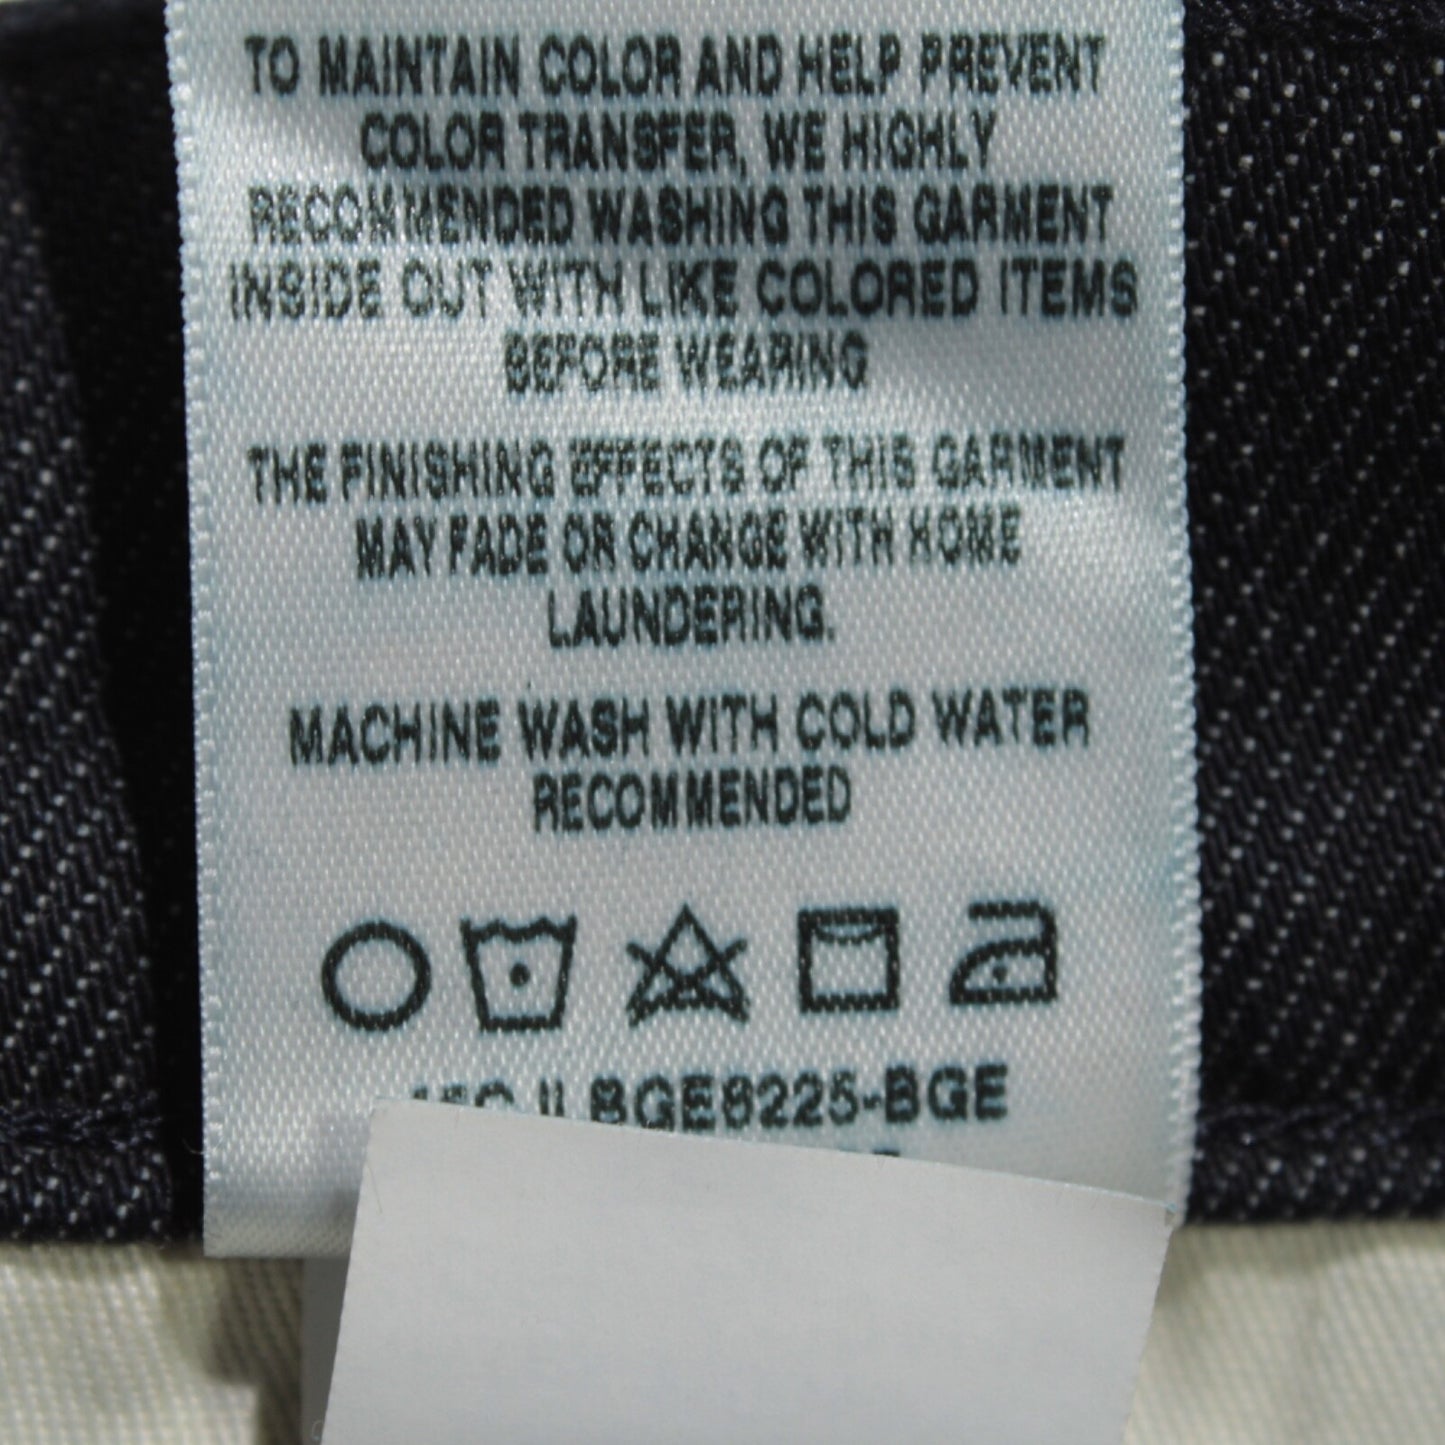 TO MAINTAIN COLOR AND HELP PREVENT
COLOR TRANSFER, WE HIGHLY
RECOMMENDED WASHING THIS GARMENT
INSIDE OUT WITH LIKE COLORED ITEMS
BEFORE WEARING
THE FINISHING EFFECTS OF THIS GARMENT
MAY FADE OR CHANGE WITH HOME
LAUNDERING.
MACHINE WASH WITH COLD WATER
RECOMMENDED
BGE8225-BGE